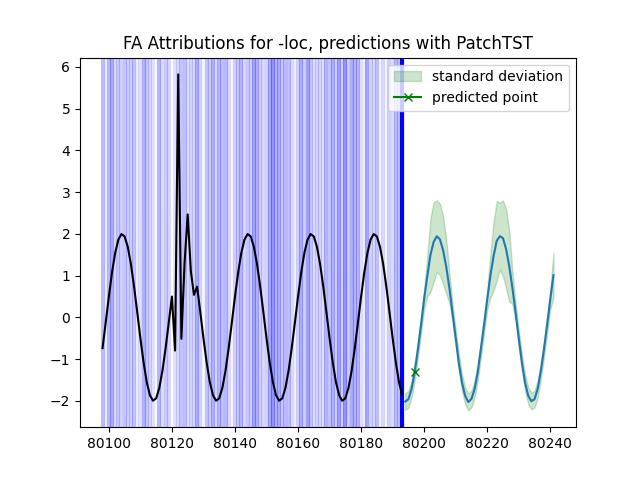 FA Attributions for -loc, predictions with PatchTST
standard deviation
predicted point
6
5
4
3
2
1
0
−1
−2
80100 80120 80140 80160 80180 80200 80220 80240